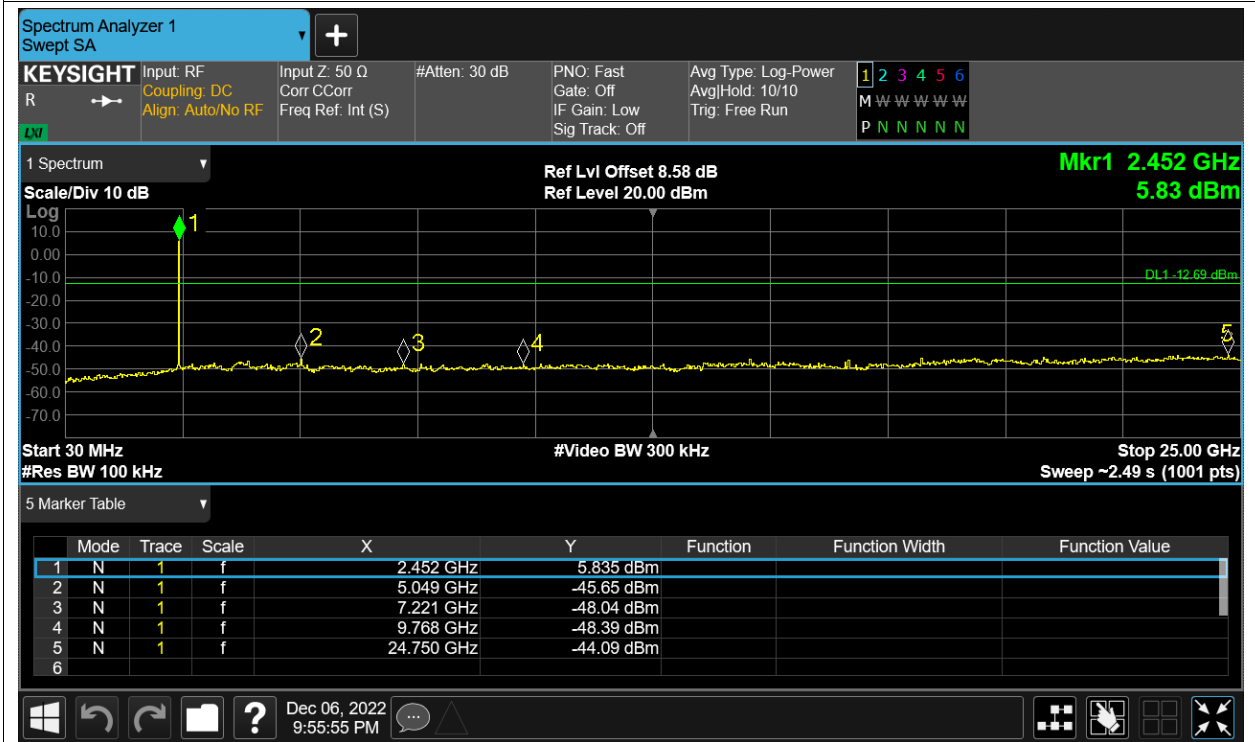 Spectrum Analyzer 1
Swept SA
KEYSIGHT Input: RF Input Z: 50 Ω #Atten: 30 dB PNO: Fast Avg Type: Log-Power 1 2 3 4 5 6
R Coupling: DC Corr CCorr Gate: Off Avg|Hold: 10/10 M W W W W W
Align: Auto/No RF Freq Ref: Int (S) IF Gain: Low Trig: Free Run
LXI Sig Track: Off P N N N N N
1 Spectrum Ref Lvl Offset 8.58 dB Mkr1 2.452 GHz
Scale/Div 10 dB Ref Level 20.00 dBm 5.83 dBm
Log
10.0
0.00
-10.0
-20.0
-30.0
-40.0
-50.0
-60.0
-70.0
1
2
3
4
5
DL1 -12.69 dBm
Start 30 MHz #Video BW 300 kHz Stop 25.00 GHz
#Res BW 100 kHz Sweep ~2.49 s (1001 pts)
5 Marker Table
Mode Trace Scale X Y Function Function Width Function Value
1 N 1 f 2.452 GHz 5.835 dBm
2 N 1 f 5.049 GHz -45.65 dBm
3 N 1 f 7.221 GHz -48.04 dBm
4 N 1 f 9.768 GHz -48.39 dBm
5 N 1 f 24.750 GHz -44.09 dBm
6
? Dec 06, 2022
9:55:55 PM